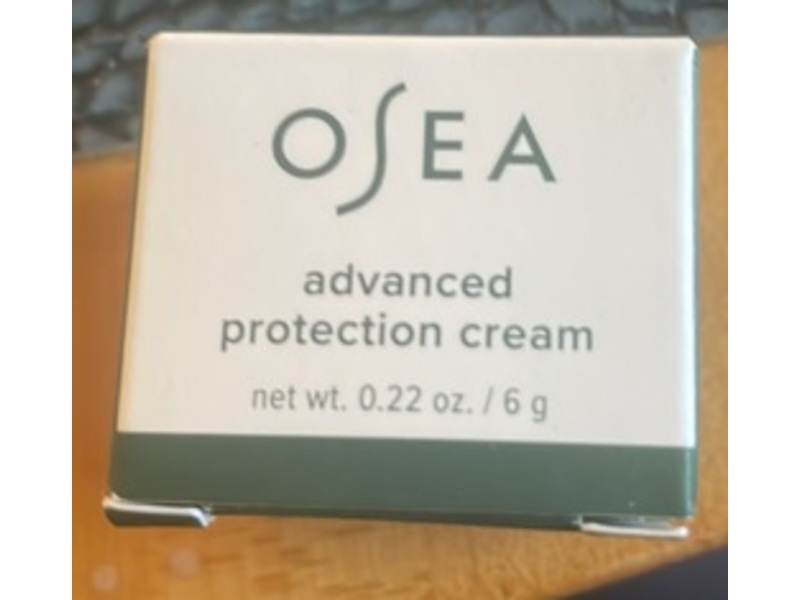 OSEA
advanced
protection cream
net wt. 0.22 oz. / 6 g